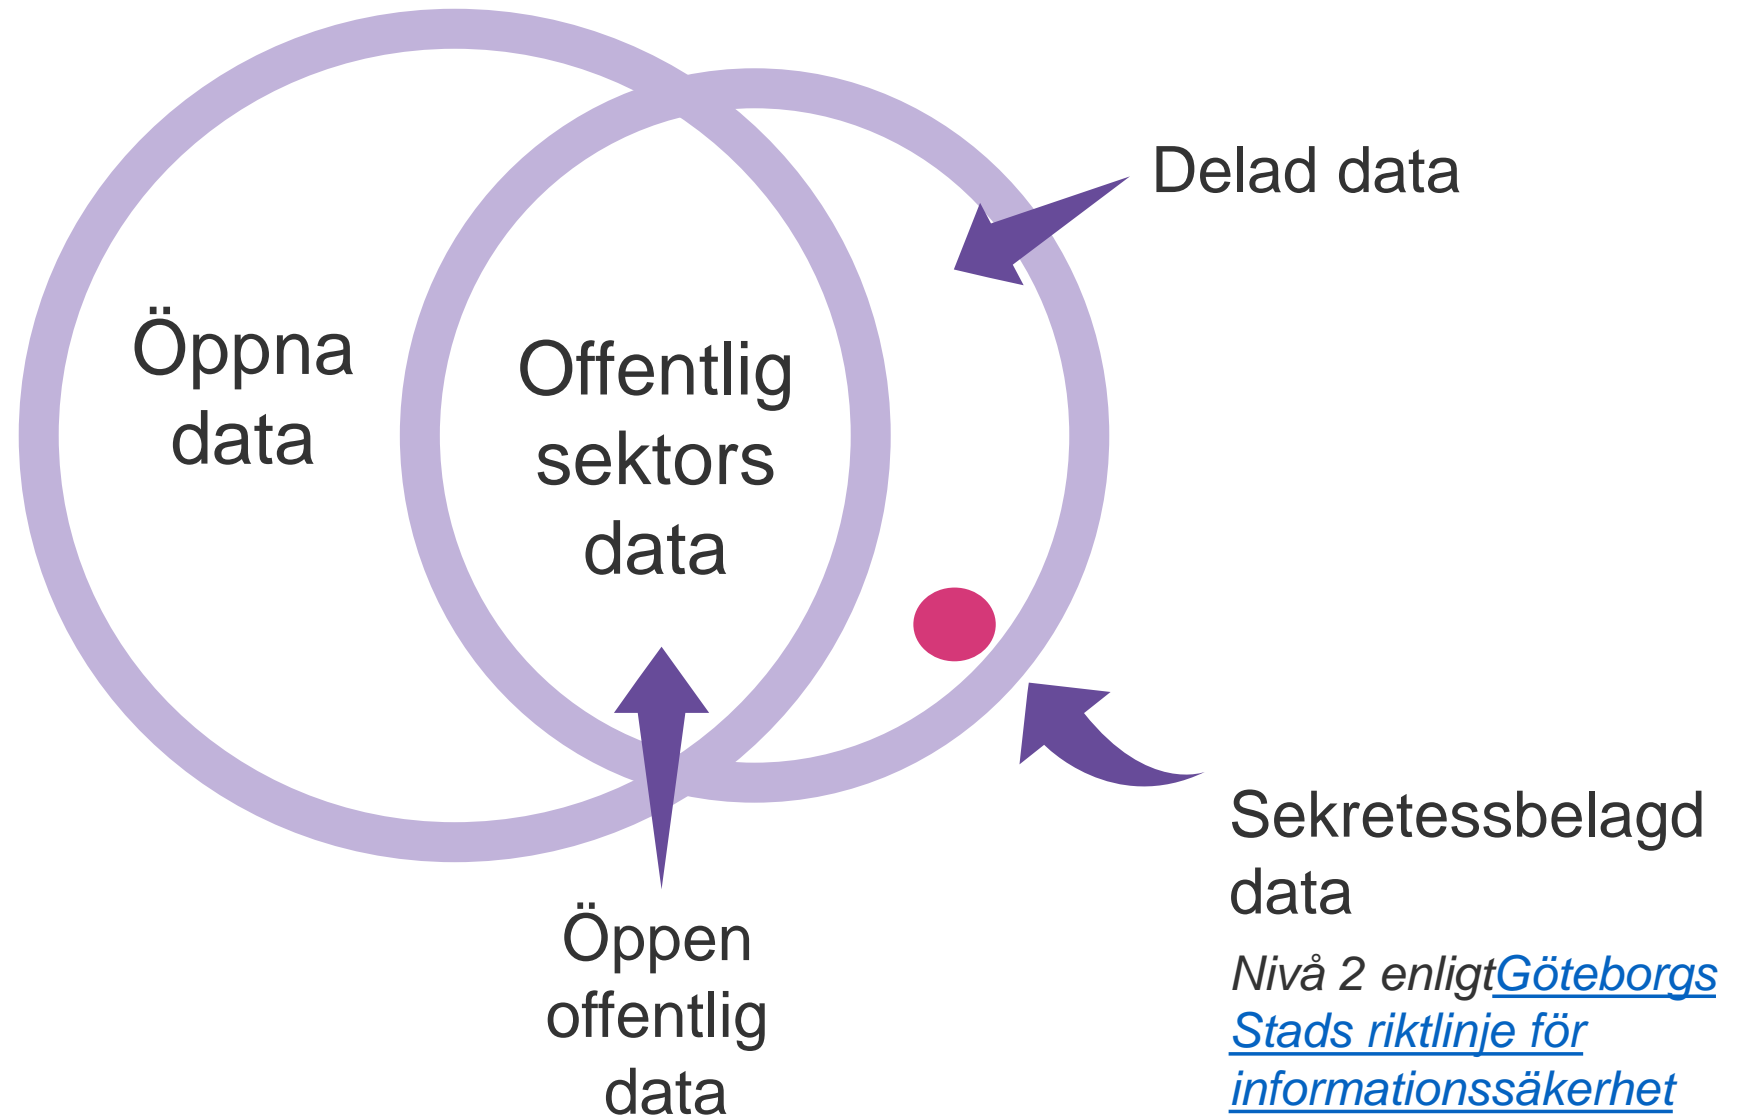 Delad data
Öppna
data
Offentlig
sektors
data
Sekretessbelagd
data
Nivå 2 enligtGöteborgs
Stads riktlinje för
informationssäkerhet
Öppen
offentlig
data